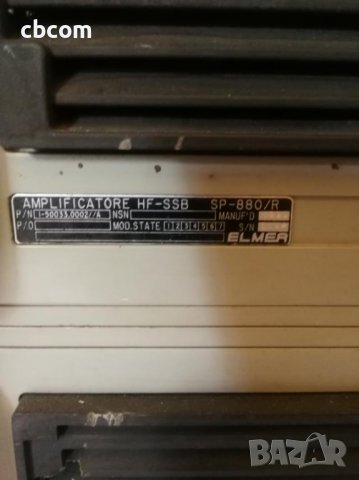 cbcom
AMPLIFICATORE HF-SSB SP-880/R
P/N 1-50033.0002//A NSN MANUF'D
P/O MOD.STATE 1 2 3 4 5 6 7 S/N
ELMER
BAZAR